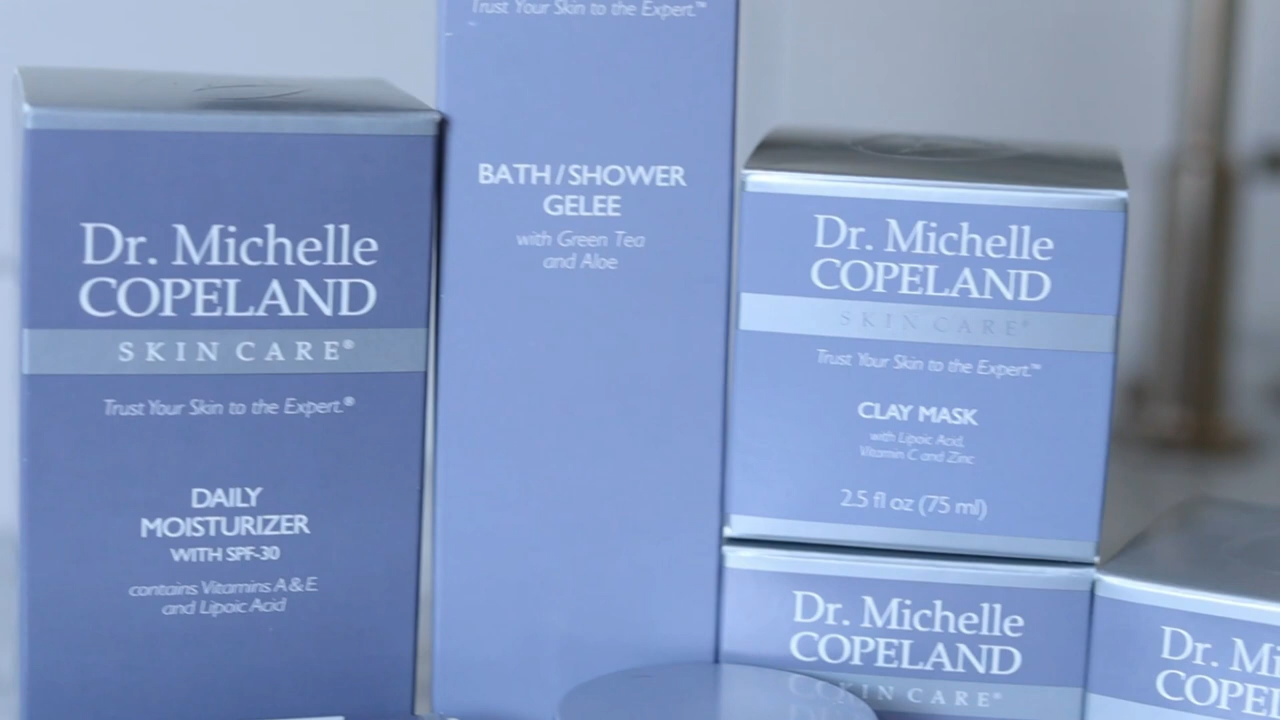 Dr. Michelle
COPELAND
SKIN CARE®
Trust Your Skin to the Expert.®
DAILY
MOISTURIZER
WITH SPF-30
contains Vitamins A & E
and Lipoic Acid
Trust Your Skin to the Expert.™
BATH/SHOWER
GELEE
with Green Tea
and Aloe
Dr. Michelle
COPELAND
SKIN CARE®
Trust Your Skin to the Expert.™
CLAY MASK
with Lipoic Acid,
Vitamin C and Zinc
2.5 fl oz (75 ml)
Dr. Michelle
COPELAND
SKIN CARE®
Dr. Mi
COPEL